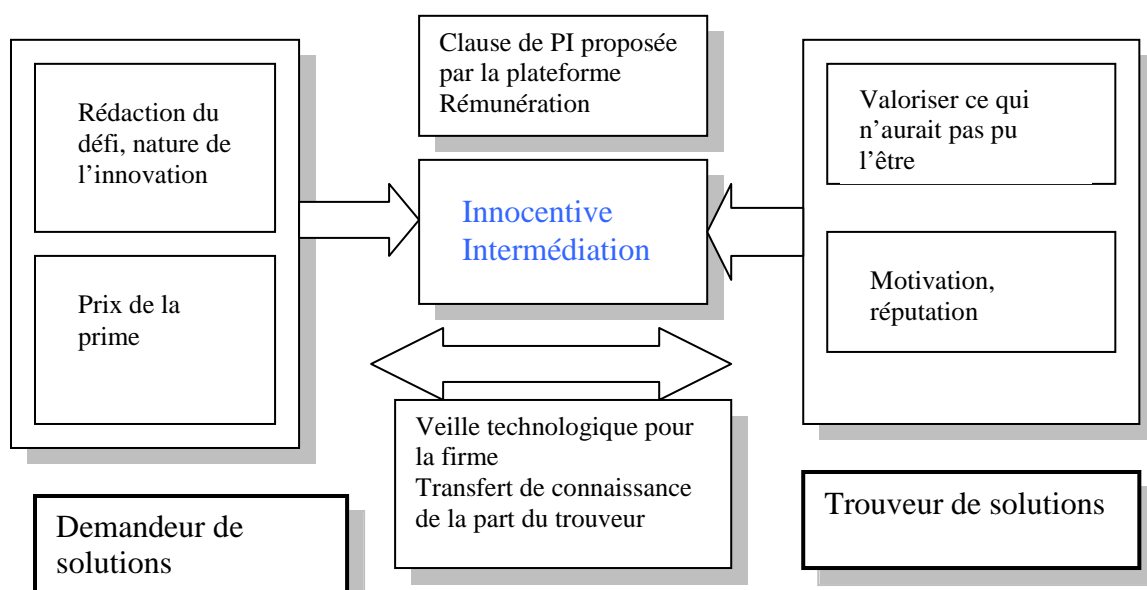 Rédaction du
défi, nature de
l’innovation
Prix de la
prime
Demandeur de
solutions
Clause de PI proposée
par la plateforme
Rémunération
Innocentive
Intermédiation
Veille technologique pour
la firme
Transfert de connaissance
de la part du trouveur
Valoriser ce qui
n’aurait pas pu
l’être
Motivation,
réputation
Trouveur de solutions